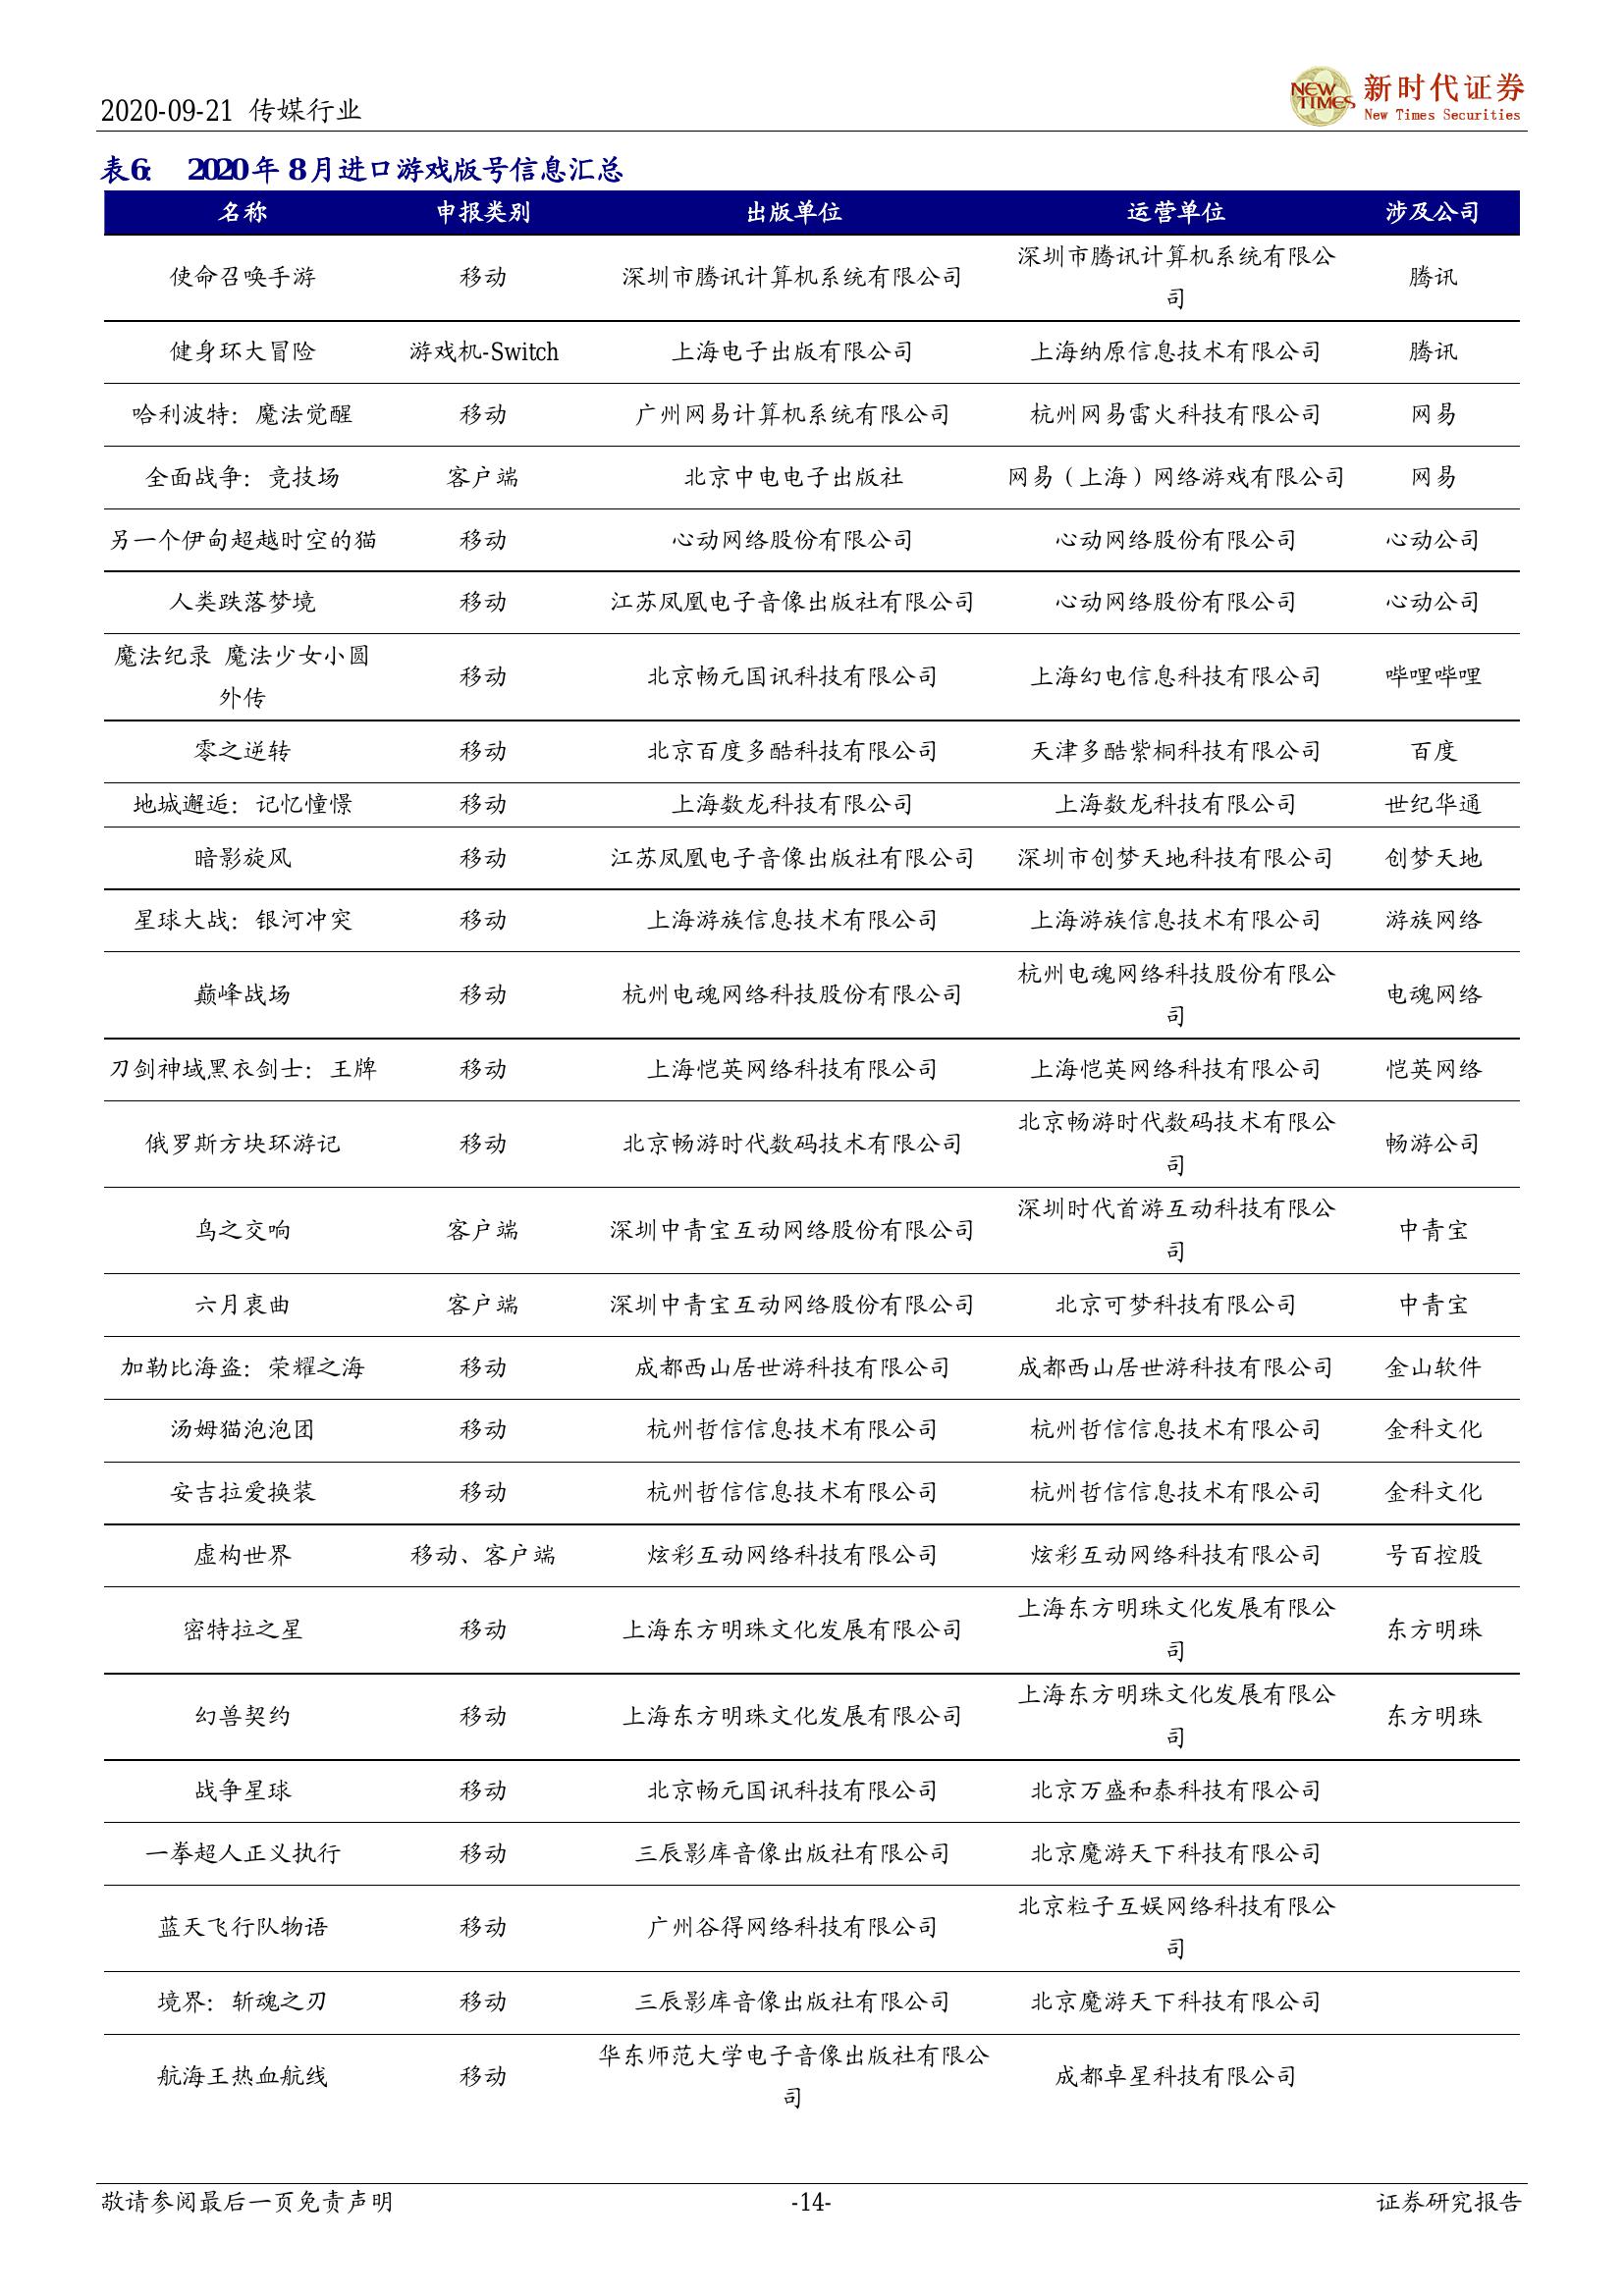 2020-09-21 传媒行业
NEW TIMES
新时代证券
New Times Securities
表6: 2020年8月进口游戏版号信息汇总
名称 申报类别 出版单位 运营单位 涉及公司
使命召唤手游 移动 深圳市腾讯计算机系统有限公司 深圳市腾讯计算机系统有限公
司 腾讯
健身环大冒险 游戏机-Switch 上海电子出版有限公司 上海纳原信息技术有限公司 腾讯
哈利波特：魔法觉醒 移动 广州网易计算机系统有限公司 杭州网易雷火科技有限公司 网易
全面战争：竞技场 客户端 北京中电电子出版社 网易（上海）网络游戏有限公司 网易
另一个伊甸超越时空的猫 移动 心动网络股份有限公司 心动网络股份有限公司 心动公司
人类跌落梦境 移动 江苏凤凰电子音像出版社有限公司 心动网络股份有限公司 心动公司
魔法纪录 魔法少女小圆
外传 移动 北京畅元国讯科技有限公司 上海幻电信息科技有限公司 哔哩哔哩
零之逆转 移动 北京百度多酷科技有限公司 天津多酷紫桐科技有限公司 百度
地城邂逅：记忆憧憬 移动 上海数龙科技有限公司 上海数龙科技有限公司 世纪华通
暗影旋风 移动 江苏凤凰电子音像出版社有限公司 深圳市创梦天地科技有限公司 创梦天地
星球大战：银河冲突 移动 上海游族信息技术有限公司 上海游族信息技术有限公司 游族网络
巅峰战场 移动 杭州电魂网络科技股份有限公司 杭州电魂网络科技股份有限公
司 电魂网络
刀剑神域黑衣剑士：王牌 移动 上海恺英网络科技有限公司 上海恺英网络科技有限公司 恺英网络
俄罗斯方块环游记 移动 北京畅游时代数码技术有限公司 北京畅游时代数码技术有限公
司 畅游公司
鸟之交响 客户端 深圳中青宝互动网络股份有限公司 深圳时代首游互动科技有限公
司 中青宝
六月衷曲 客户端 深圳中青宝互动网络股份有限公司 北京可梦科技有限公司 中青宝
加勒比海盗：荣耀之海 移动 成都西山居世游科技有限公司 成都西山居世游科技有限公司 金山软件
汤姆猫泡泡团 移动 杭州哲信信息技术有限公司 杭州哲信信息技术有限公司 金科文化
安吉拉爱换装 移动 杭州哲信信息技术有限公司 杭州哲信信息技术有限公司 金科文化
虚构世界 移动、客户端 炫彩互动网络科技有限公司 炫彩互动网络科技有限公司 号百控股
密特拉之星 移动 上海东方明珠文化发展有限公司 上海东方明珠文化发展有限公
司 东方明珠
幻兽契约 移动 上海东方明珠文化发展有限公司 上海东方明珠文化发展有限公
司 东方明珠
战争星球 移动 北京畅元国讯科技有限公司 北京万盛和泰科技有限公司
一拳超人正义执行 移动 三辰影库音像出版社有限公司 北京魔游天下科技有限公司
蓝天飞行队物语 移动 广州谷得网络科技有限公司 北京粒子互娱网络科技有限公
司
境界：斩魂之刃 移动 三辰影库音像出版社有限公司 北京魔游天下科技有限公司
航海王热血航线 移动 华东师范大学电子音像出版社有限公
司 成都卓星科技有限公司
敬请参阅最后一页免责声明 -14- 证券研究报告